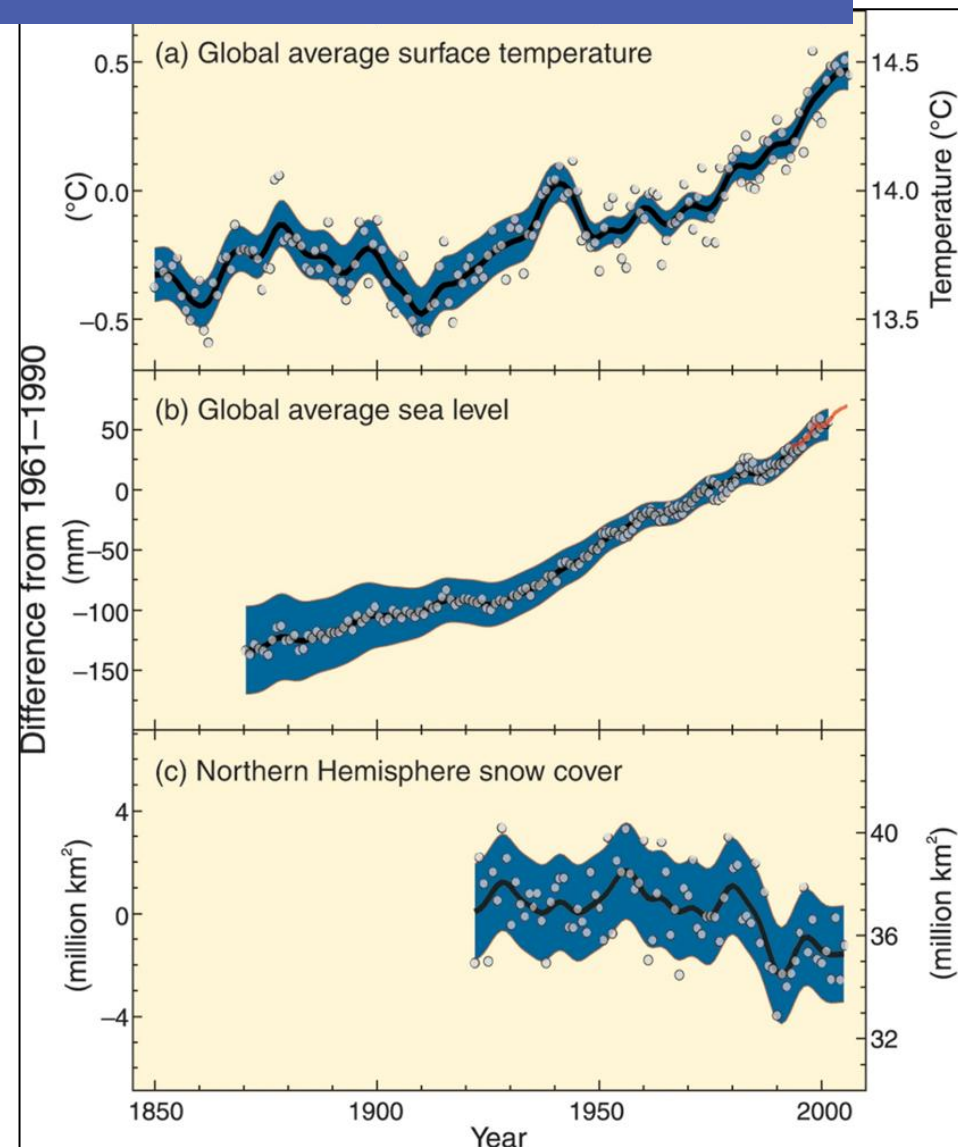 (a) Global average surface temperature
0.5
0.0
–0.5
(°C)
14.5
14.0
13.5
Temperature (°C)
Difference from 1961–1990
(b) Global average sea level
50
0
–50
–100
–150
(mm)
(c) Northern Hemisphere snow cover
4
0
–4
(million km²)
40
36
32
(million km²)
1850
1900
1950
2000
Year